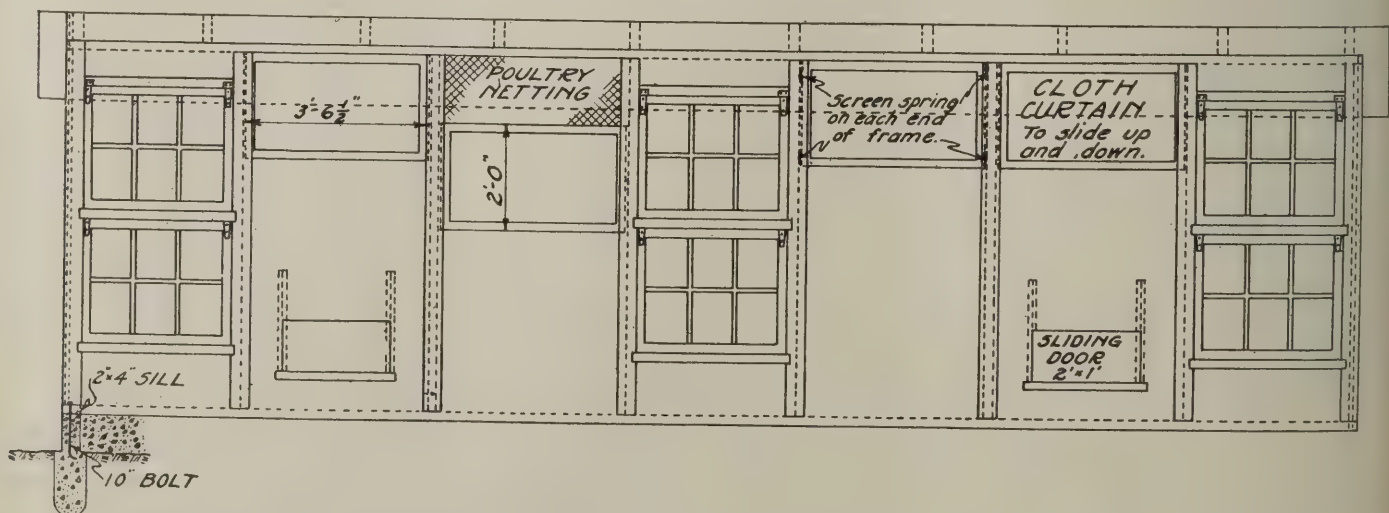 POULTRY
NETTING
3'-6½"
2'-0"
Screen spring
on each end
of frame.
CLOTH
CURTAIN
To slide up
and down.
SLIDING
DOOR
2'×1'
2"×4" SILL
10" BOLT